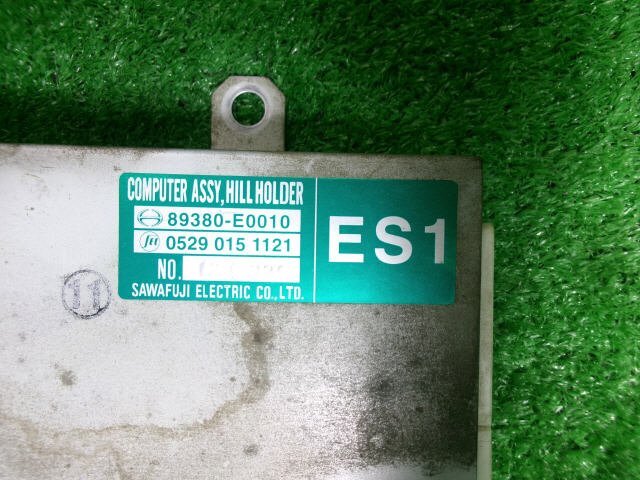 COMPUTER ASSY, HILL HOLDER
89380-E0010
0529 015 1121
NO.
SAWAFUJI ELECTRIC CO., LTD.
ES1
11